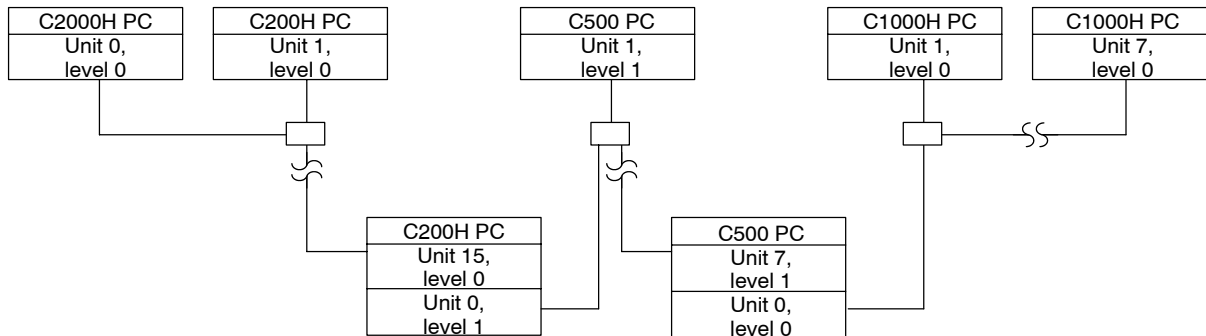 C2000H PC
Unit 0,
level 0
C200H PC
Unit 1,
level 0
C500 PC
Unit 1,
level 1
C1000H PC
Unit 1,
level 0
C1000H PC
Unit 7,
level 0
C200H PC
Unit 15,
level 0
Unit 0,
level 1
C500 PC
Unit 7,
level 1
Unit 0,
level 0